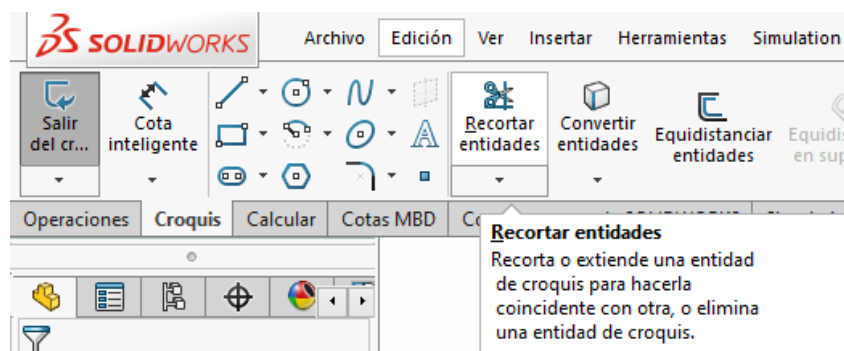 SOLIDWORKS Archivo Edición Ver Insertar Herramientas Simulation
Salir
del cr...
Cota
inteligente
Recortar
entidades
Convertir
entidades
Equidistanciar
entidades
en sup
Operaciones Croquis Calcular Cotas MBD
Recortar entidades
Recorta o extiende una entidad
de croquis para hacerla
coincidente con otra, o elimina
una entidad de croquis.